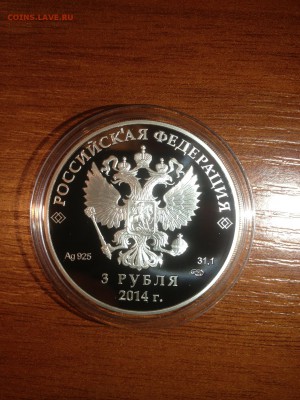 COINS.LAVE.RU
РОССИЙСКАЯ ФЕДЕРАЦИЯ
Ag 925
31,1
3 РУБЛЯ
2014 г.